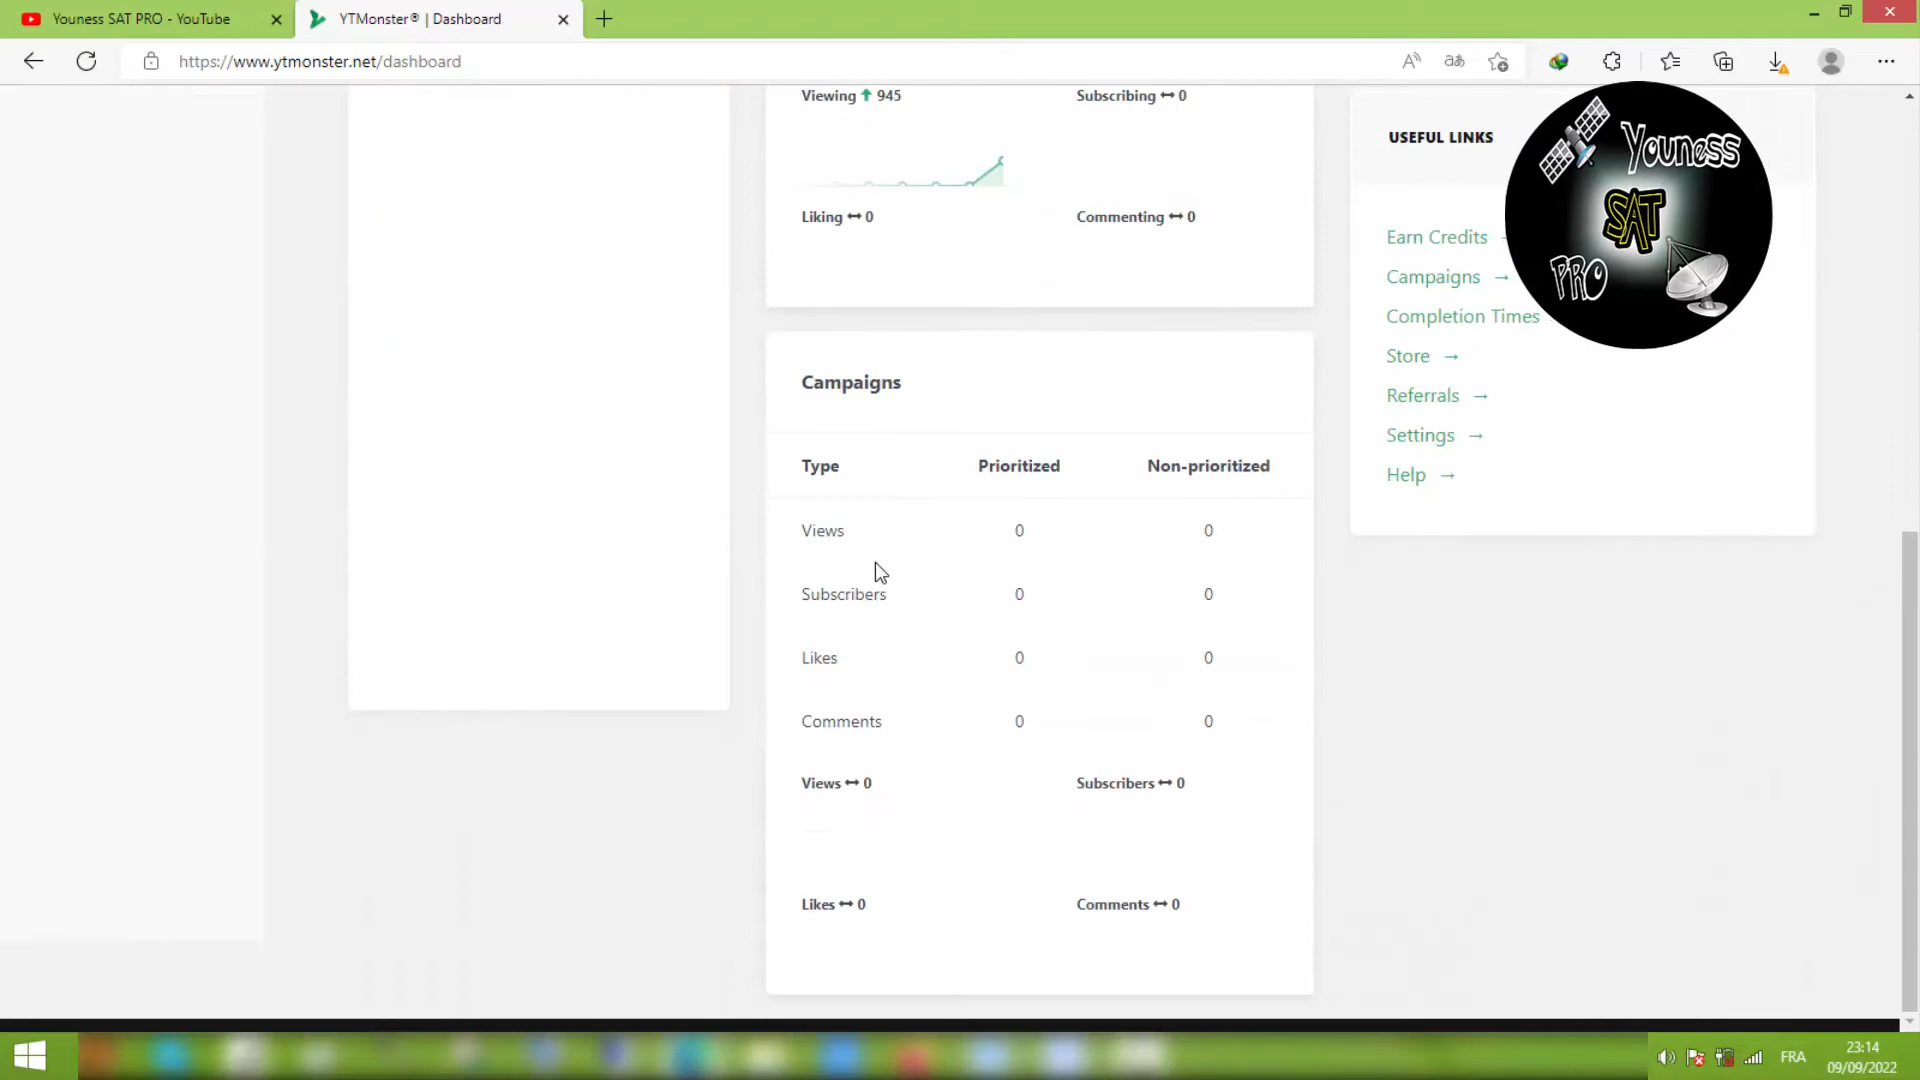 Youness SAT PRO - YouTube
YTMonster® | Dashboard
https://www.ytmonster.net/dashboard
Viewing 945
Subscribing 0
Liking 0
Commenting 0
Campaigns
Type Prioritized Non-prioritized
Views 0 0
Subscribers 0 0
Likes 0 0
Comments 0 0
Views 0
Subscribers 0
Likes 0
Comments 0
USEFUL LINKS
Earn Credits
Campaigns →
Completion Times
Store →
Referrals →
Settings →
Help →
Youness
SAT
PRO
FRA
23:14
09/09/2022